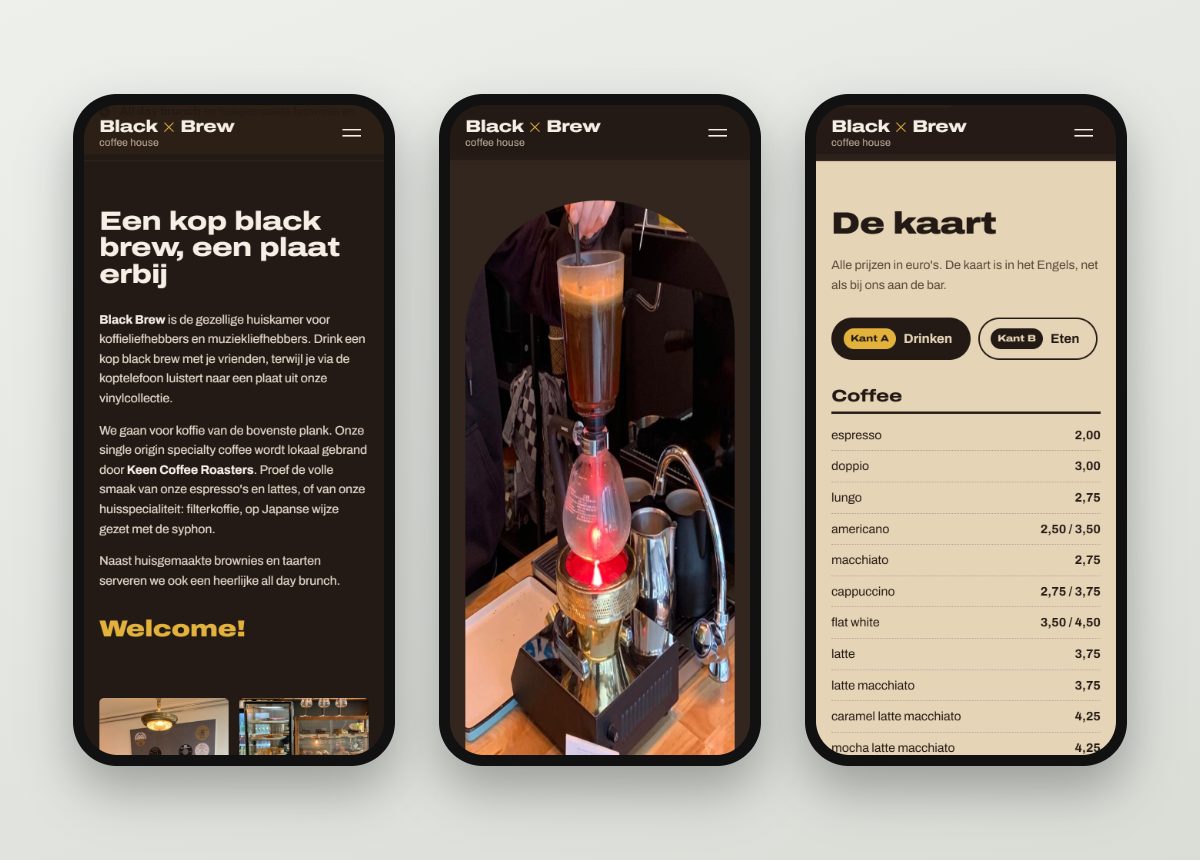 Black × Brew
coffee house
Een kop black
brew, een plaat
erbij
Black Brew is de gezellige huiskamer voor
koffieliefhebbers en muziekliefhebbers. Drink een
kop black brew met je vrienden, terwijl je via de
koptelefoon luistert naar een plaat uit onze
vinylcollectie.
We gaan voor koffie van de bovenste plank. Onze
single origin specialty coffee wordt lokaal gebrand
door Keen Coffee Roasters. Proef de volle
smaak van onze espresso's en lattes, of van onze
huisspecialiteit: filterkoffie, op Japanse wijze
gezet met de syphon.
Naast huisgemaakte brownies en taarten
serveren we ook een heerlijke all day brunch.
Welcome!
Black × Brew
coffee house
Black × Brew
coffee house
De kaart
Alle prijzen in euro's. De kaart is in het Engels, net
als bij ons aan de bar.
Kant A Drinken
Kant B Eten
Coffee
espresso 2,00
doppio 3,00
lungo 2,75
americano 2,50 / 3,50
macchiato 2,75
cappuccino 2,75 / 3,75
flat white 3,50 / 4,50
latte 3,75
latte macchiato 3,75
caramel latte macchiato 4,25
mocha latte macchiato 4,25